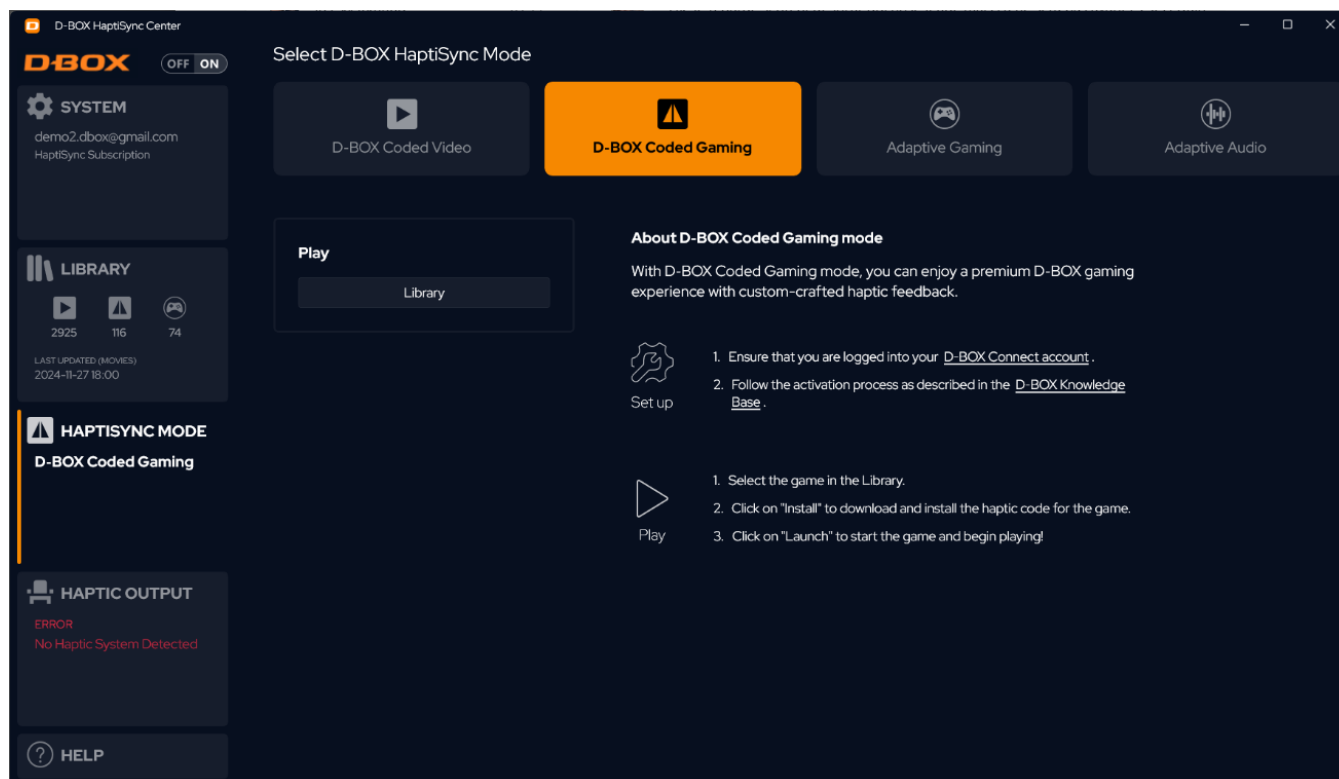 D-BOX HaptiSync Center
D-BOX
OFF ON
SYSTEM
demo2.dbox@gmail.com
HaptiSync Subscription
LIBRARY
2925 116 74
LAST UPDATED (MOVIES)
2024-11-27 18:00
HAPTISYNC MODE
D-BOX Coded Gaming
HAPTIC OUTPUT
ERROR
No Haptic System Detected
HELP
Select D-BOX HaptiSync Mode
D-BOX Coded Video
D-BOX Coded Gaming
Adaptive Gaming
Adaptive Audio
Play
Library
About D-BOX Coded Gaming mode
With D-BOX Coded Gaming mode, you can enjoy a premium D-BOX gaming
experience with custom-crafted haptic feedback.
Set up
1. Ensure that you are logged into your D-BOX Connect account .
2. Follow the activation process as described in the D-BOX Knowledge
Base .
Play
1. Select the game in the Library.
2. Click on "Install" to download and install the haptic code for the game.
3. Click on "Launch" to start the game and begin playing!